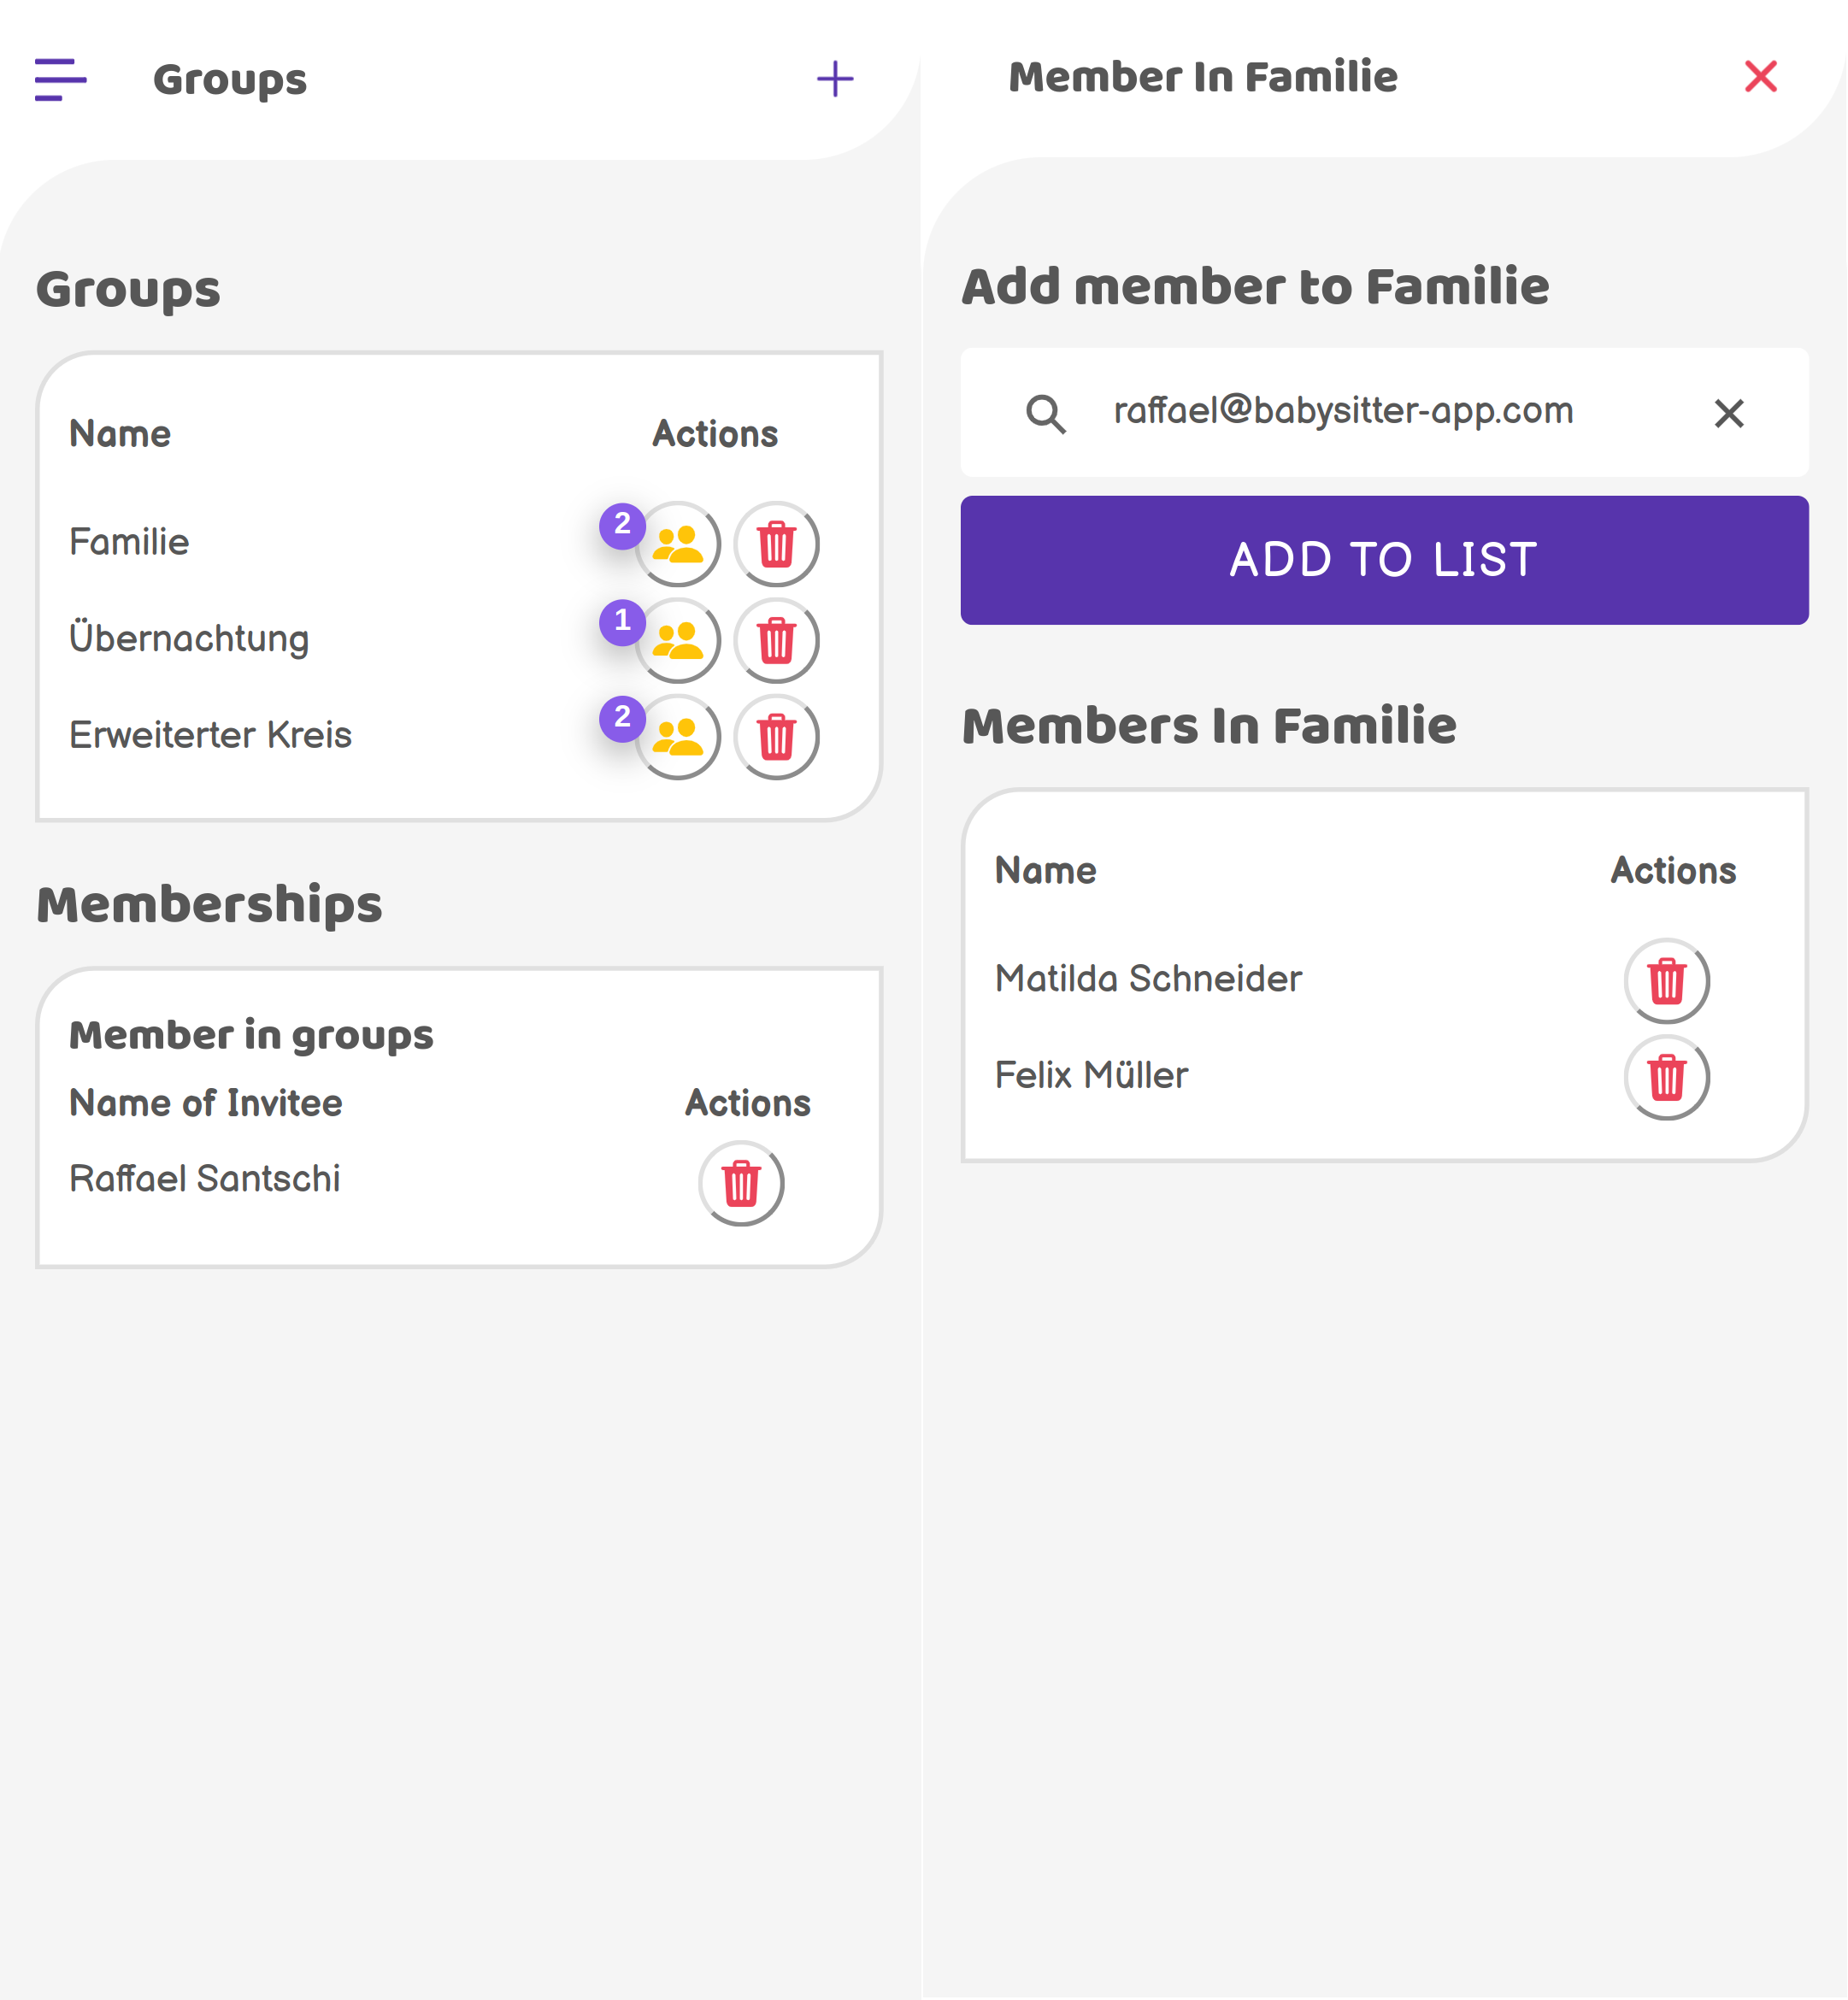 Groups
Groups
Name Actions
Familie 2
Übernachtung 1
Erweiterter Kreis 2
Memberships
Member in groups
Name of Invitee Actions
Raffael Santschi
Member In Familie
Add member to Familie
raffael@babysitter-app.com
ADD TO LIST
Members In Familie
Name Actions
Matilda Schneider
Felix Müller